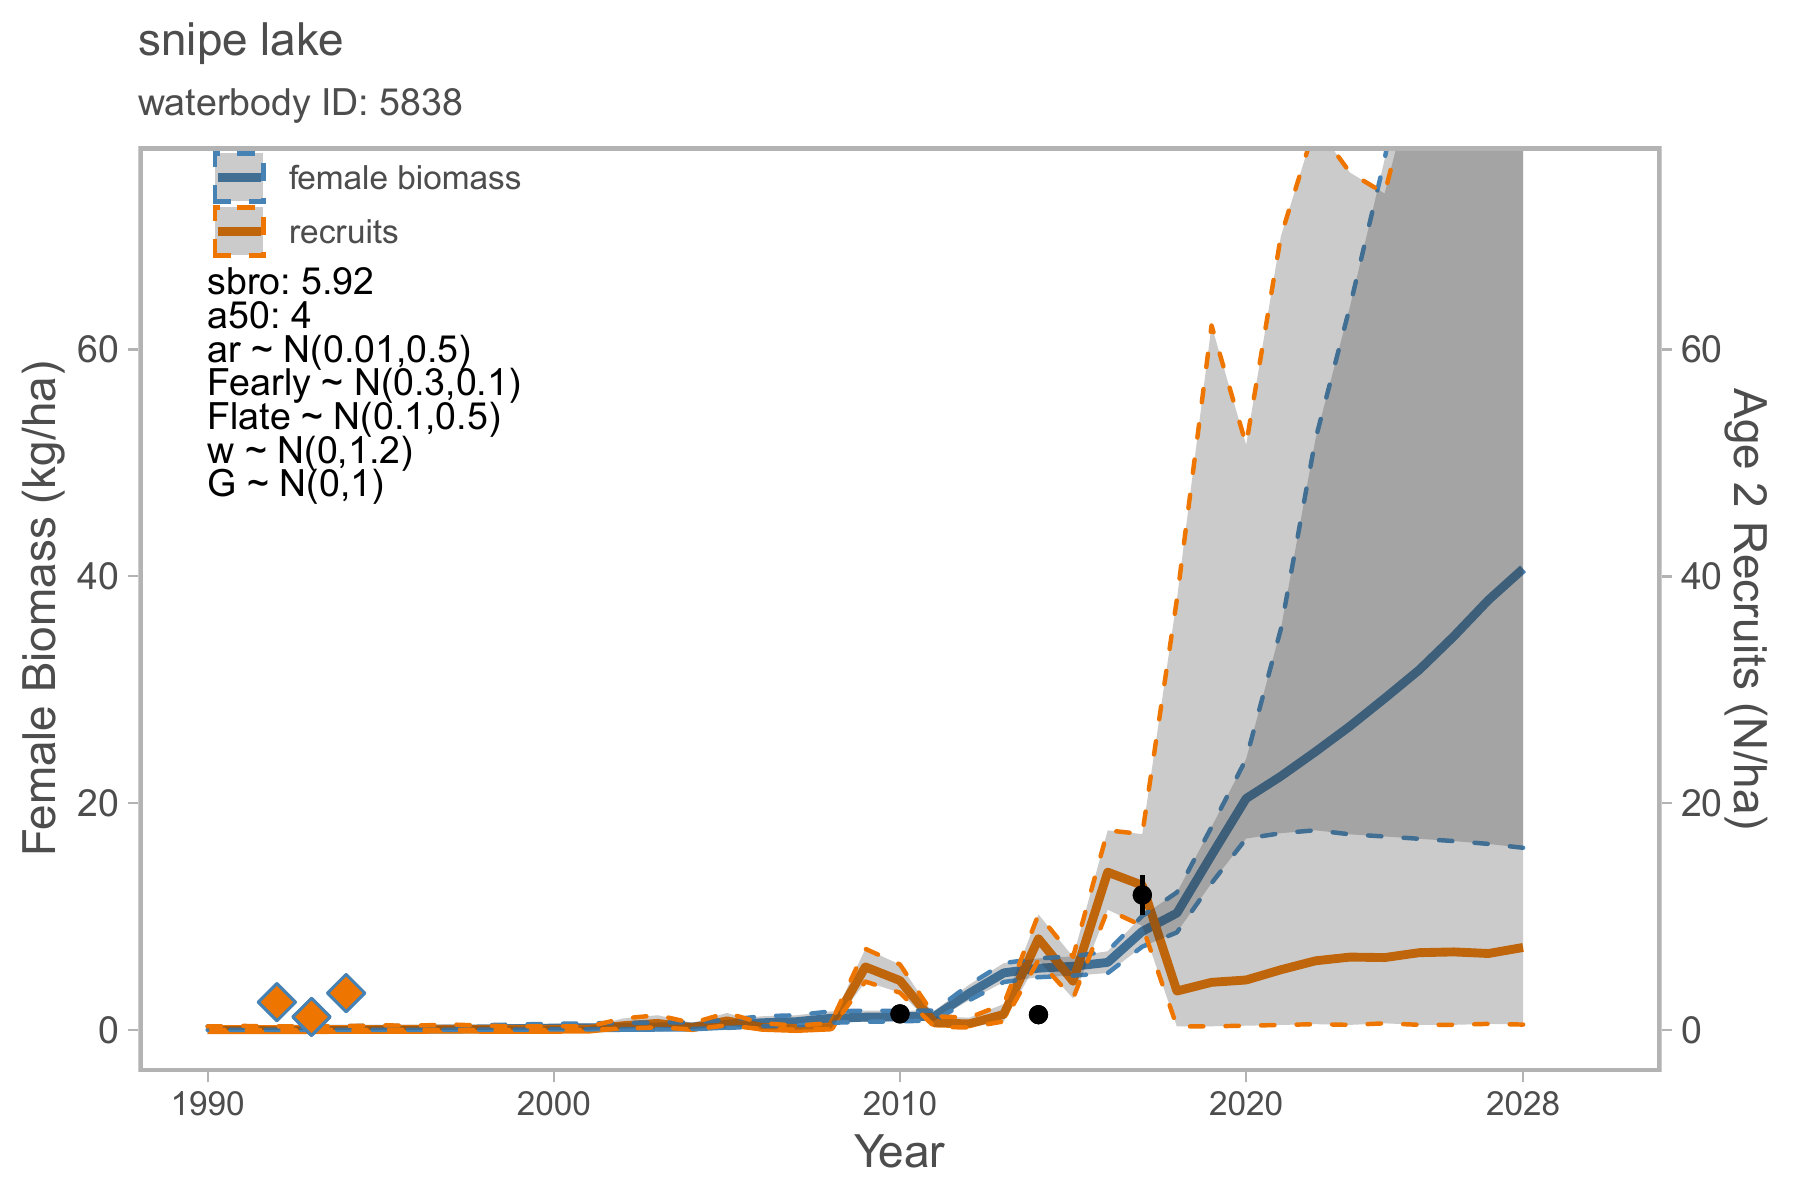 snipe lake
waterbody ID: 5838
female biomass
recruits
sbro: 5.92
a50: 4
ar ~ N(0.01,0.5)
Fearly ~ N(0.3,0.1)
Flate ~ N(0.1,0.5)
w ~ N(0,1.2)
G ~ N(0,1)
Female Biomass (kg/ha)
60
40
20
0
60
40
20
0
Age 2 Recruits (N/ha)
1990 2000 2010 2020 2028
Year